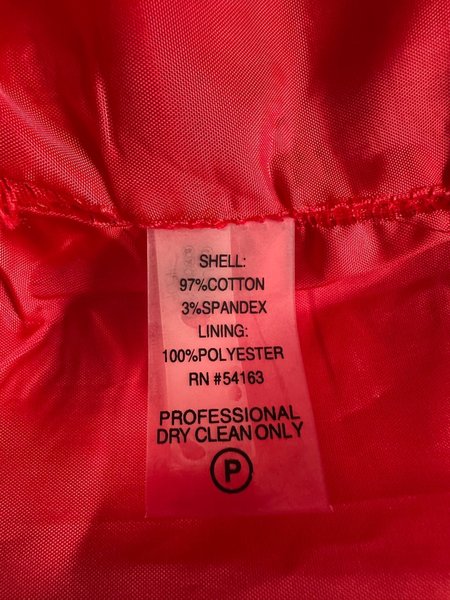 SHELL:
97%COTTON
3%SPANDEX
LINING:
100%POLYESTER
RN #54163
PROFESSIONAL
DRY CLEAN ONLY
P